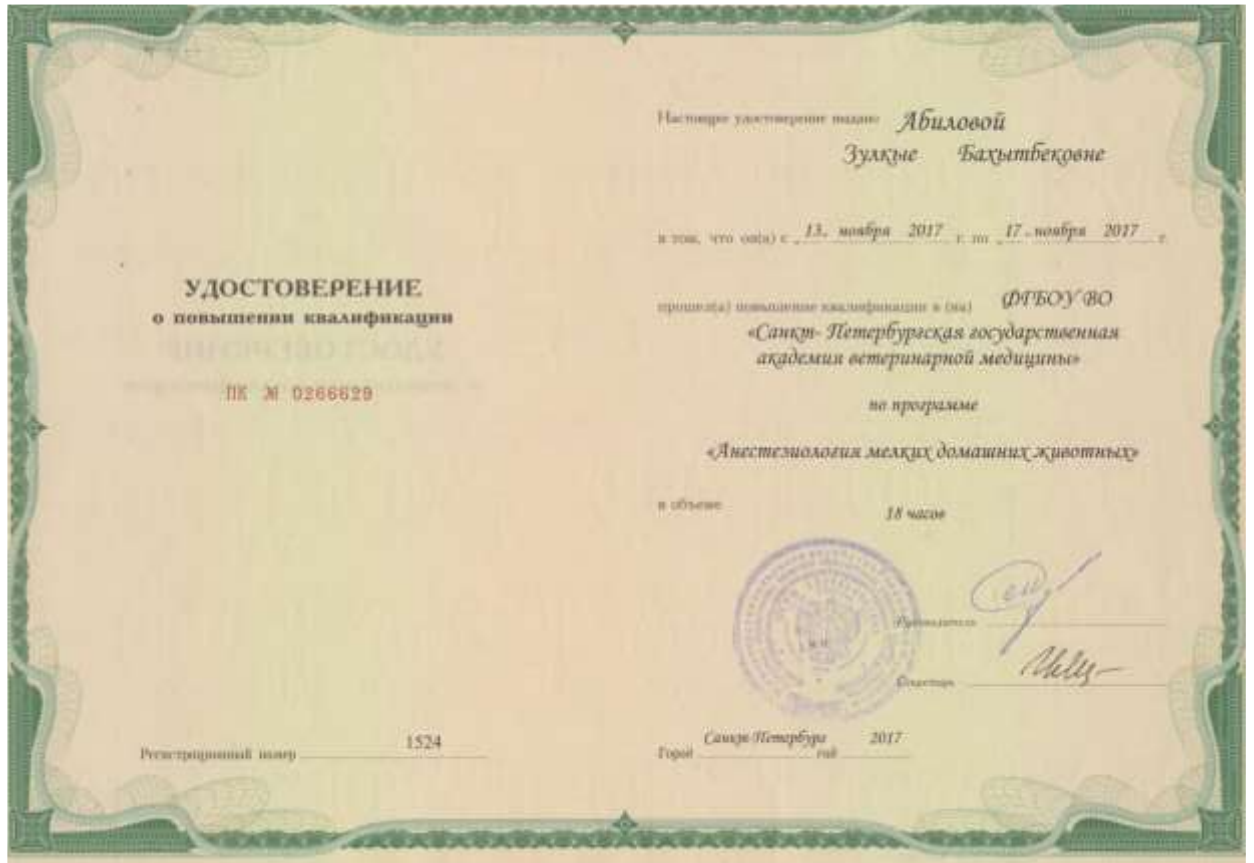 УДОСТОВЕРЕНИЕ
о повышении квалификации
ПК № 0266629
Регистрационный номер 1524
Настоящее удостоверение выдано Абиловой
Зулкые Бахытбековне
в том, что он(а) с „13. ноября 2017 г. по „17. ноября 2017 г.
прошел(а) повышение квалификации в (на) ФГБОУ ВО
«Санкт- Петербургская государственная
академия ветеринарной медицины»
по программе
«Анестезиология мелких домашних животных»
в объеме 18 часов
Руководитель
Секретарь
Город Санкт-Петербург год 2017